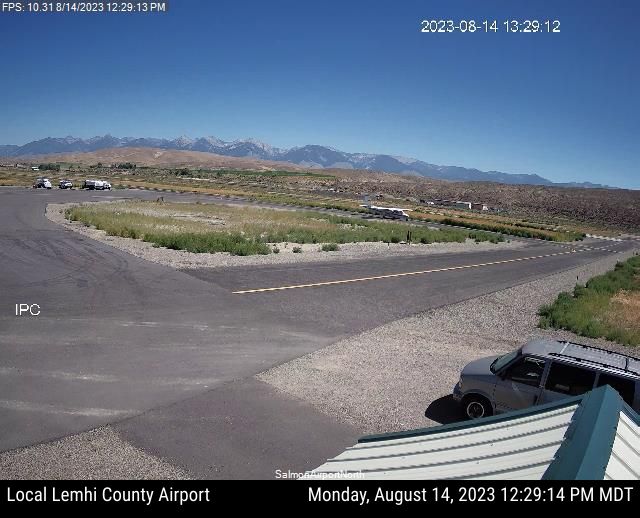 FPS: 10.31 8/14/2023 12:29:13 PM
2023-08-14 13:29:12
IPC
SalmonAirportNorth
Local Lemhi County Airport Monday, August 14, 2023 12:29:14 PM MDT